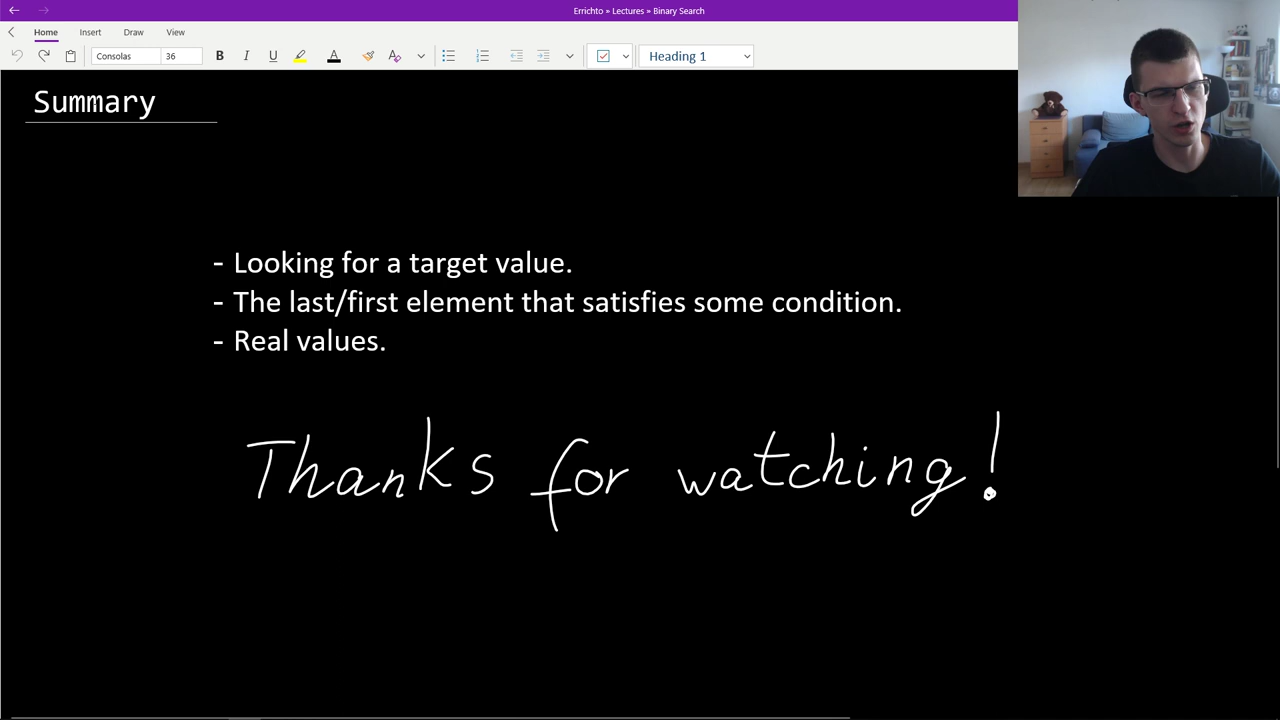 Errichto » Lectures » Binary Search
Home Insert Draw View
Consolas 36 B I U A A Heading 1
Summary
- Looking for a target value.
- The last/first element that satisfies some condition.
- Real values.
Thanks for watching!